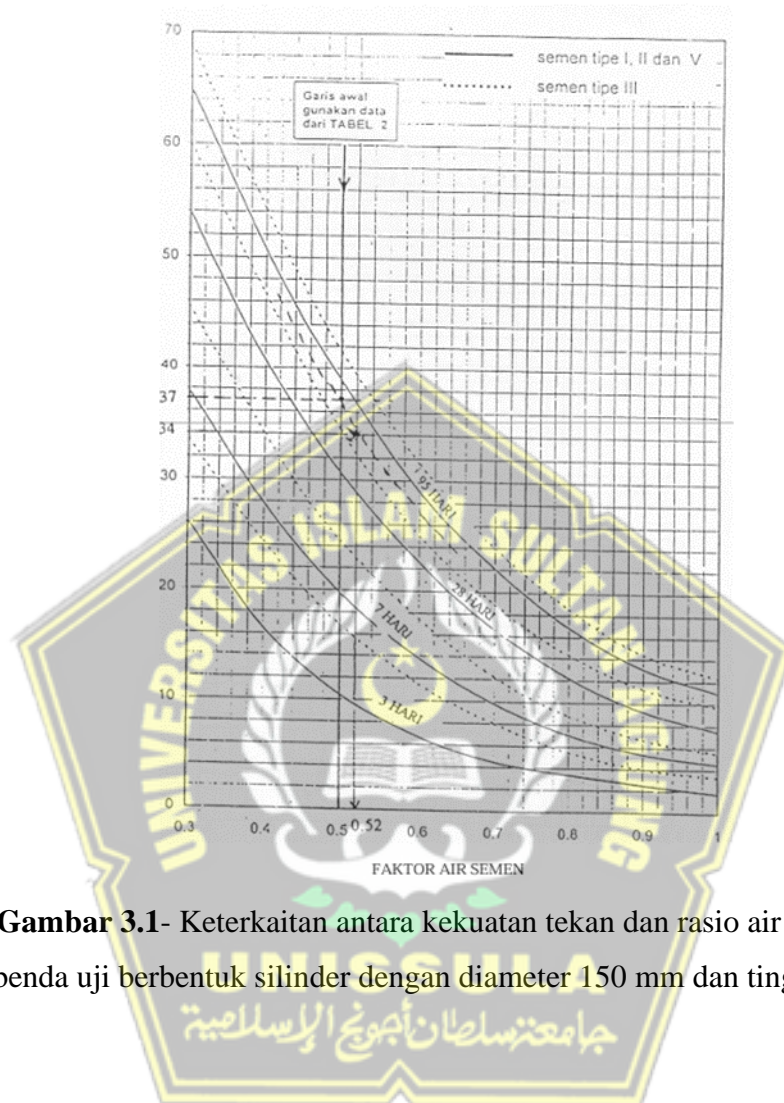 70
semen tipe I, II dan V
semen tipe III
Garis awal
gunakan data
dari TABEL 2
60
50
40
37
34
30
20
10
0
95 HARI
28 HARI
7 HARI
3 HARI
0.3 0.4 0.5 0.52 0.6 0.7 0.8 0.9 1
FAKTOR AIR SEMEN
UNIVERSITAS ISLAM SULTAN AGUNG
Gambar 3.1- Keterkaitan antara kekuatan tekan dan rasio air
benda uji berbentuk silinder dengan diameter 150 mm dan ting
UNISSULA
جامعة سلطان أجونج الإسلامية